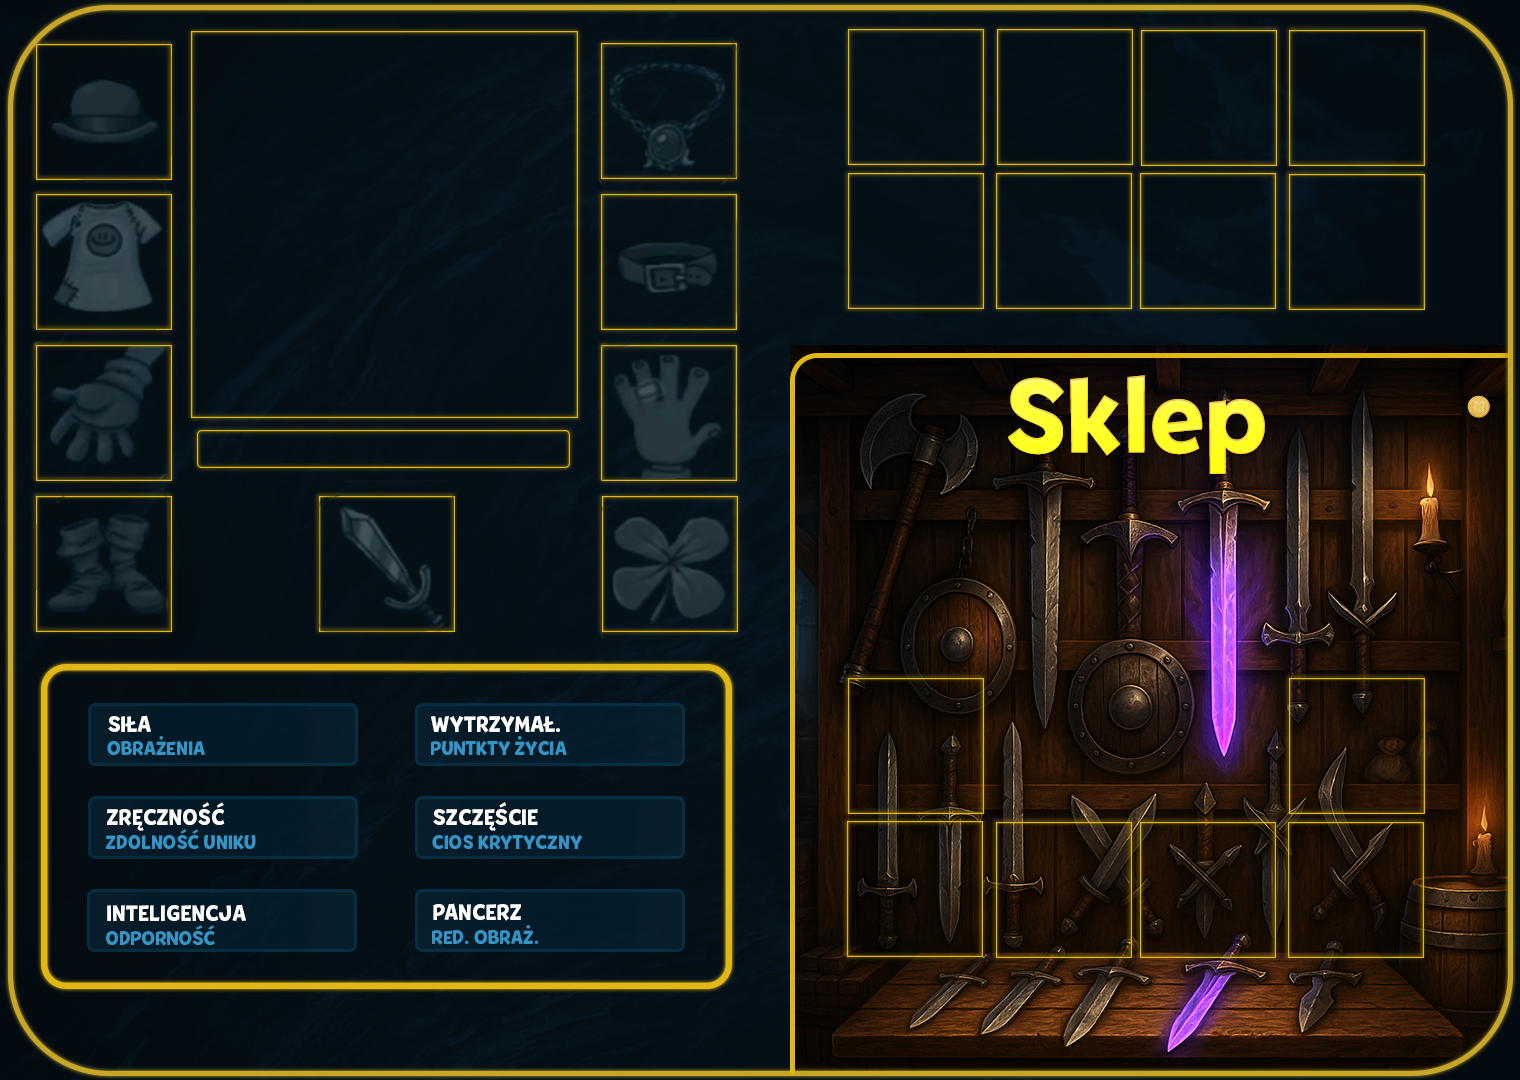 Sklep
SIŁA
OBRAŻENIA
WYTRZYMAŁ.
PUNTKTY ŻYCIA
ZRĘCZNOŚĆ
ZDOLNOŚĆ UNIKU
SZCZĘŚCIE
CIOS KRYTYCZNY
INTELIGENCJA
ODPORNOŚĆ
PANCERZ
RED. OBRAŻ.